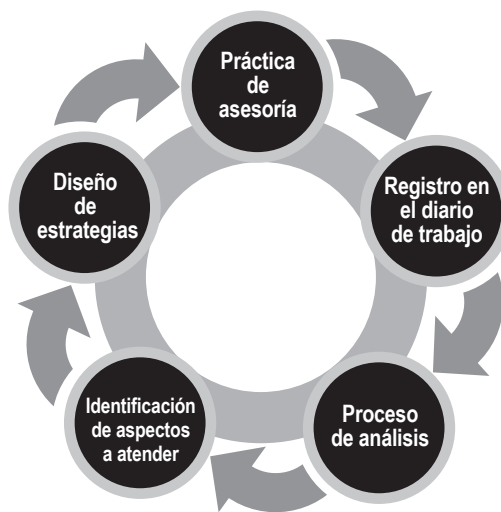 Práctica
de
asesoría
Registro en
el diario
de trabajo
Proceso
de análisis
Identificación
de aspectos
a atender
Diseño
de
estrategias